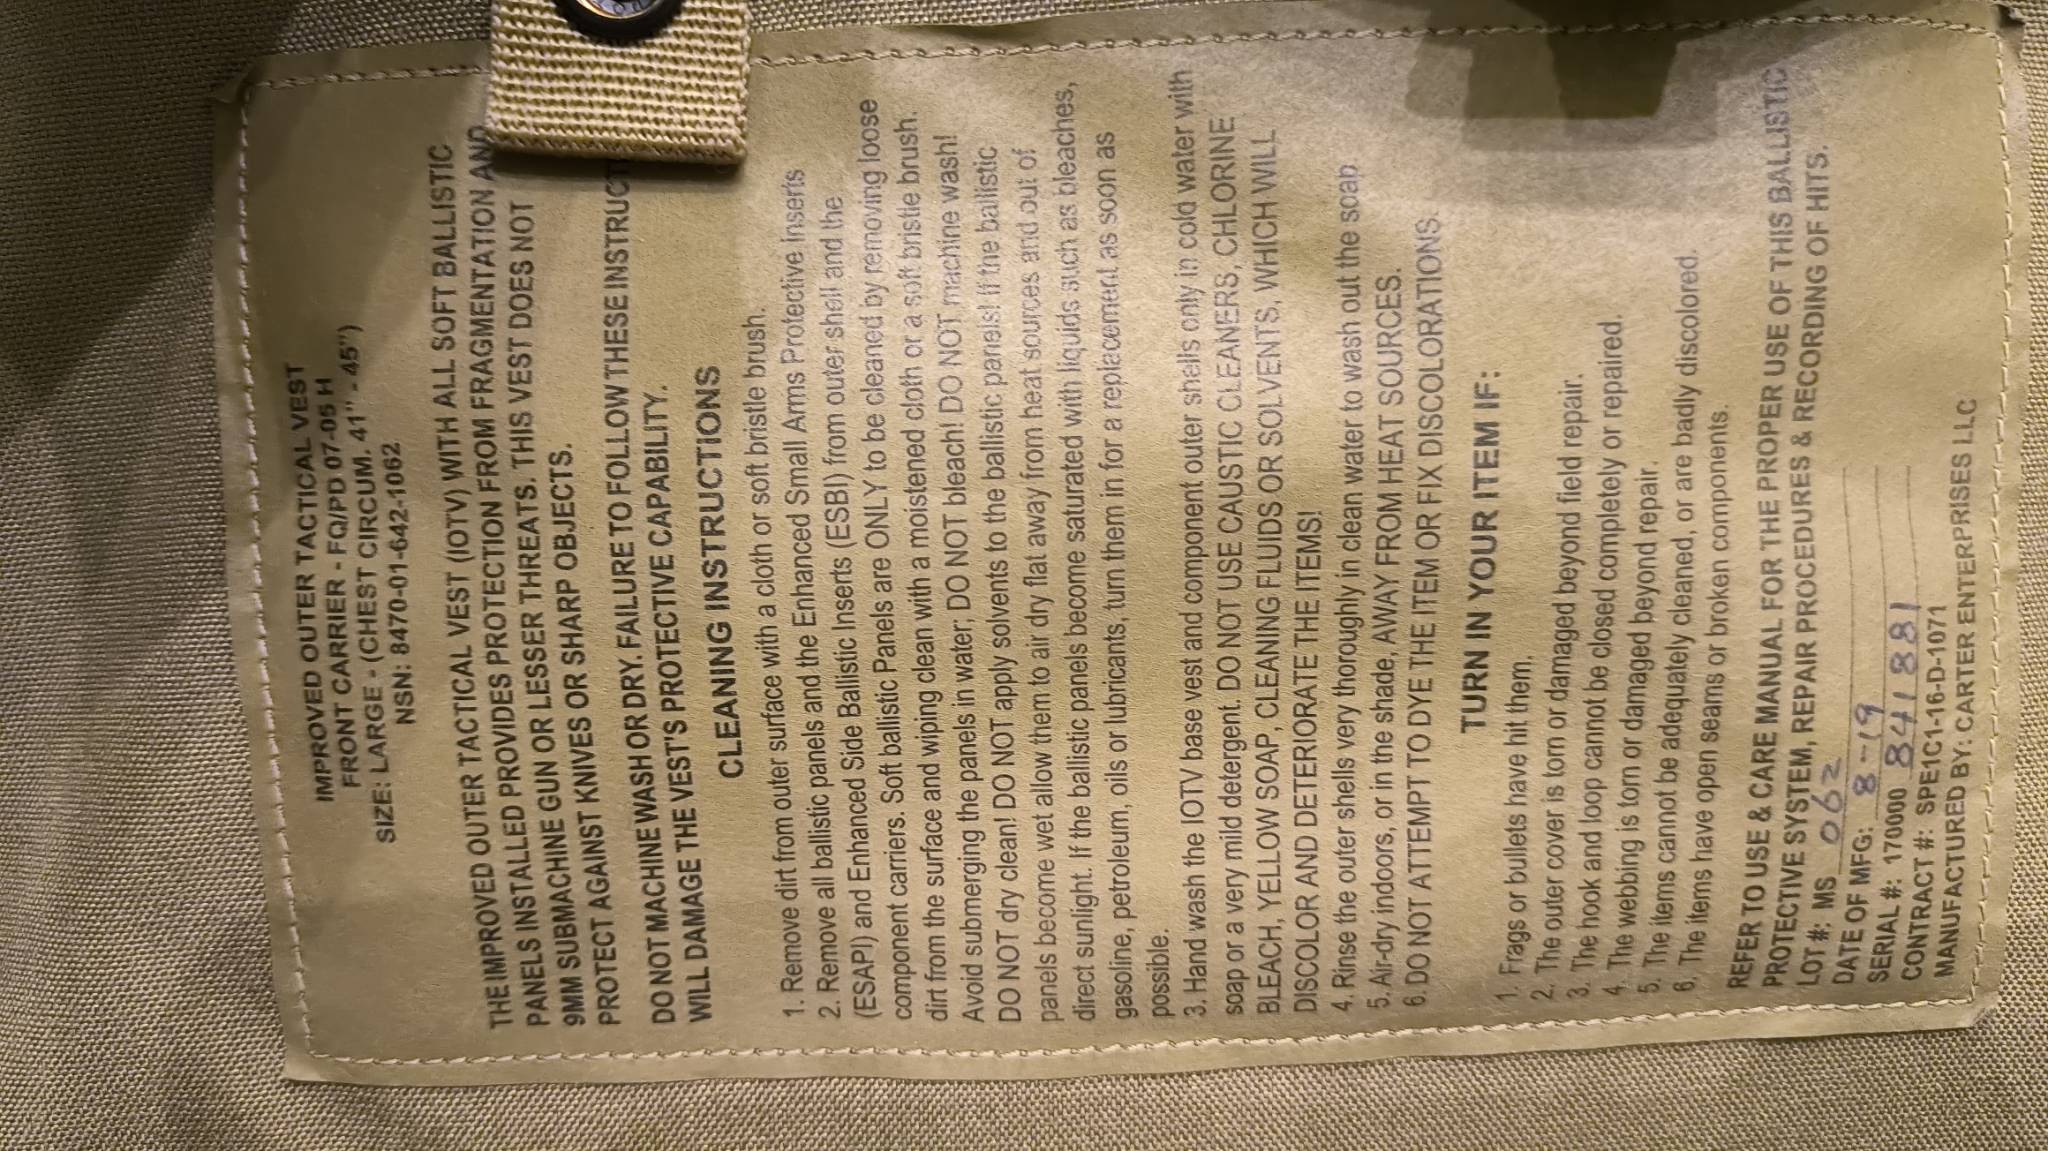 IMPROVED OUTER TACTICAL VEST
FRONT CARRIER - FQ/PD 07-05 H
SIZE: LARGE - (CHEST CIRCUM. 41" - 45")
NSN: 8470-01-642-1062
THE IMPROVED OUTER TACTICAL VEST (IOTV) WITH ALL SOFT BALLISTIC
PANELS INSTALLED PROVIDES PROTECTION FROM FRAGMENTATION AND
9MM SUBMACHINE GUN OR LESSER THREATS. THIS VEST DOES NOT
PROTECT AGAINST KNIVES OR SHARP OBJECTS.
DO NOT MACHINE WASH OR DRY. FAILURE TO FOLLOW THESE INSTRUCT
WILL DAMAGE THE VEST'S PROTECTIVE CAPABILITY.
CLEANING INSTRUCTIONS
1. Remove dirt from outer surface with a cloth or soft bristle brush.
2. Remove all ballistic panels and the Enhanced Small Arms Protective Inserts
(ESAPI) and Enhanced Side Ballistic Inserts (ESBI) from outer shell and the
component carriers. Soft ballistic Panels are ONLY to be cleaned by removing loose
dirt from the surface and wiping clean with a moistened cloth or a soft bristle brush.
Avoid submerging the panels in water; DO NOT bleach! DO NOT machine wash!
DO NOT dry clean! DO NOT apply solvents to the ballistic panels! If the ballistic
panels become wet allow them to air dry flat away from heat sources and out of
direct sunlight. If the ballistic panels become saturated with liquids such as bleaches,
gasoline, petroleum, oils or lubricants, turn them in for a replacement as soon as
possible.
3. Hand wash the IOTV base vest and component outer shells only in cold water with
soap or a very mild detergent. DO NOT USE CAUSTIC CLEANERS, CHLORINE
BLEACH, YELLOW SOAP, CLEANING FLUIDS OR SOLVENTS, WHICH WILL
DISCOLOR AND DETERIORATE THE ITEMS!
4. Rinse the outer shells very thoroughly in clean water to wash out the soap
5. Air-dry indoors, or in the shade, AWAY FROM HEAT SOURCES.
6. DO NOT ATTEMPT TO DYE THE ITEM OR FIX DISCOLORATIONS.
TURN IN YOUR ITEM IF:
1. Frags or bullets have hit them.
2. The outer cover is torn or damaged beyond field repair.
3. The hook and loop cannot be closed completely or repaired.
4. The webbing is torn or damaged beyond repair.
5. The items cannot be adequately cleaned, or are badly discolored.
6. The items have open seams or broken components.
REFER TO USE & CARE MANUAL FOR THE PROPER USE OF THIS BALLISTIC
PROTECTIVE SYSTEM, REPAIR PROCEDURES & RECORDING OF HITS.
LOT #: MS 062
DATE OF MFG: 8-19
SERIAL #: 170000 844881
CONTRACT #: SPE1C1-16-D-1071
MANUFACTURED BY: CARTER ENTERPRISES LLC